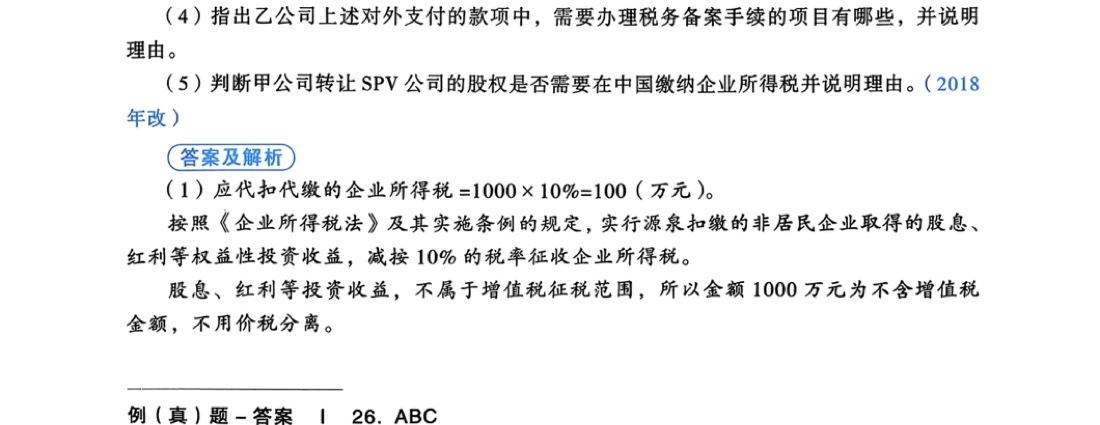 （4）指出乙公司上述对外支付的款项中，需要办理税务备案手续的项目有哪些，并说明
理由。
（5）判断甲公司转让 SPV 公司的股权是否需要在中国缴纳企业所得税并说明理由。（2018
年改）
答案及解析
（1）应代扣代缴的企业所得税 =1000 × 10%=100（万元）。
按照《企业所得税法》及其实施条例的规定，实行源泉扣缴的非居民企业取得的股息、
红利等权益性投资收益，减按 10% 的税率征收企业所得税。
股息、红利等投资收益，不属于增值税征税范围，所以金额 1000 万元为不含增值税
金额，不用价税分离。
例（真）题 – 答案 | 26. ABC